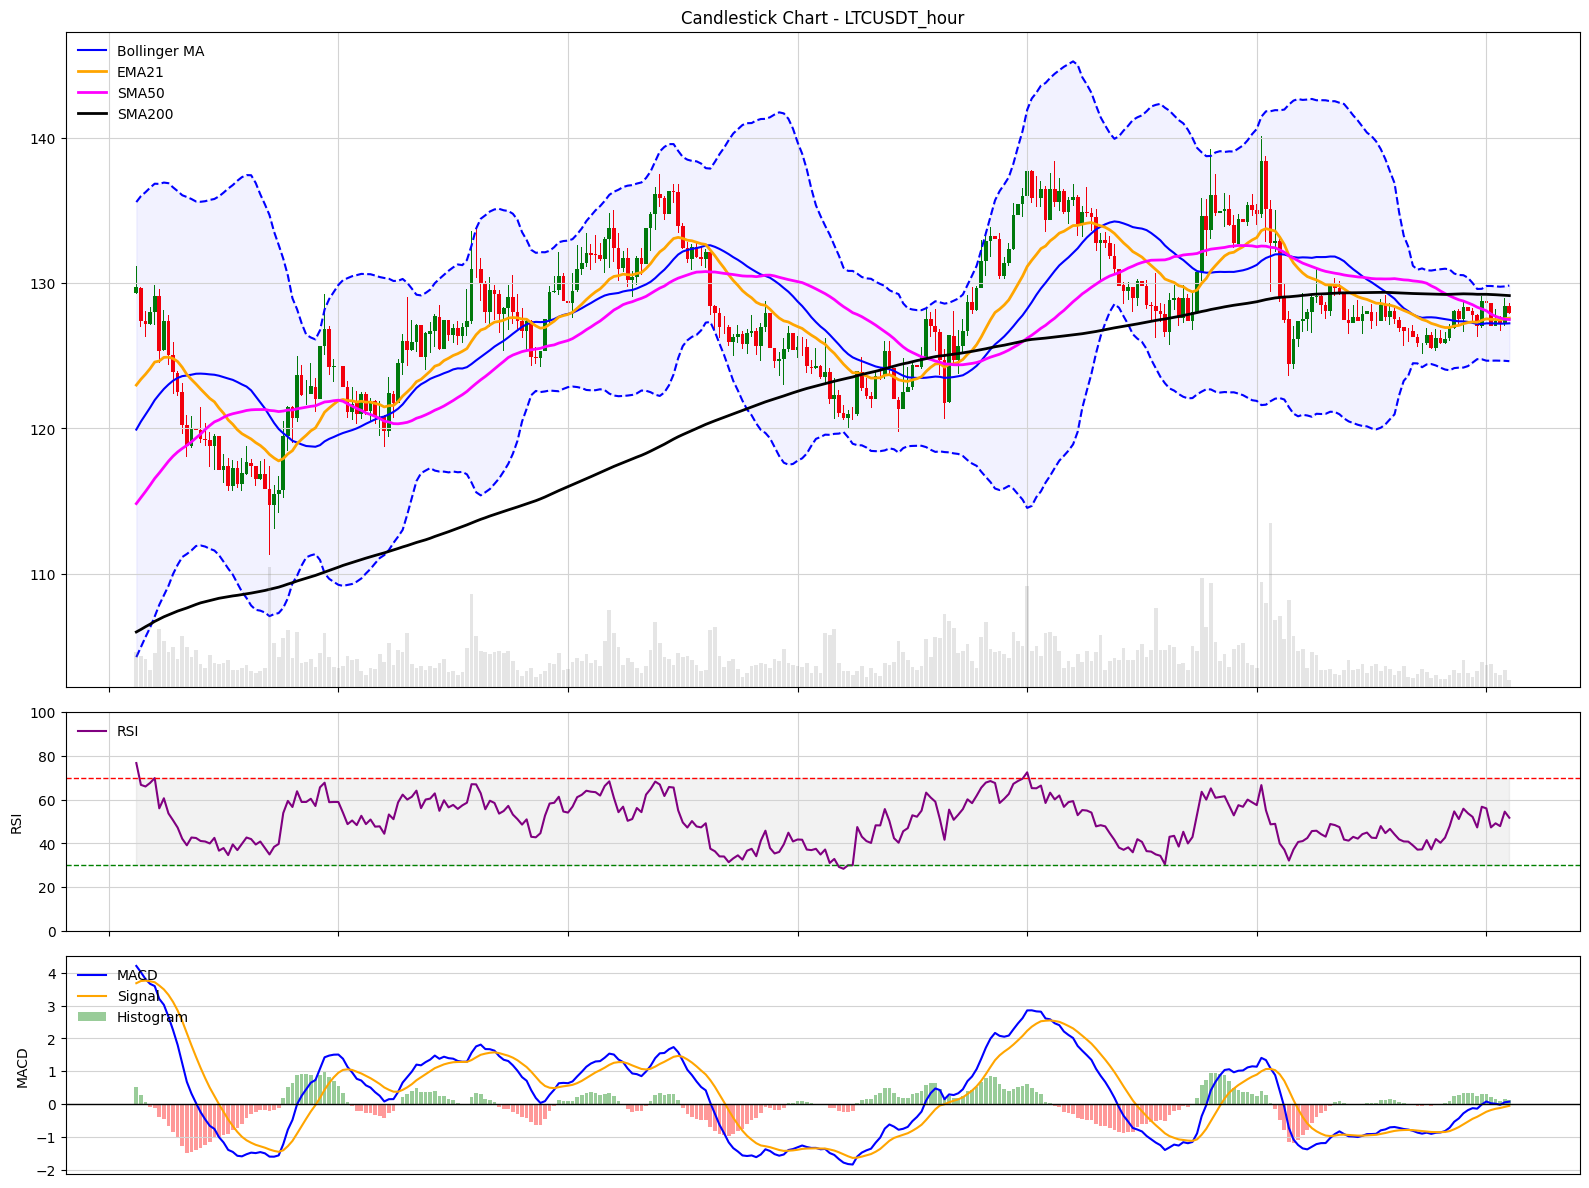 Candlestick Chart - LTCUSDT_hour
Bollinger MA
EMA21
SMA50
SMA200
140
130
120
110
100
RSI
80
60
RSI
40
20
0
4
MACD
3
Signal
Histogram
2
MACD
1
0
−1
−2